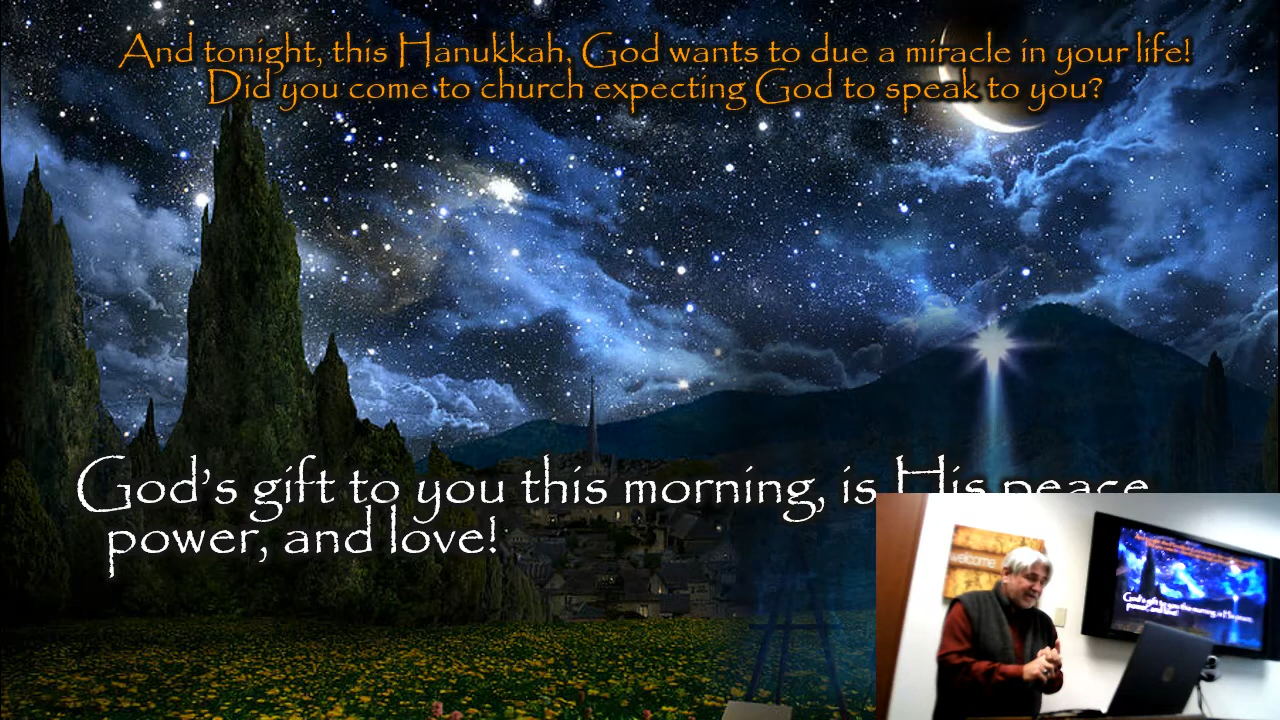 And tonight, this Hanukkah, God wants to due a miracle in your life!
Did you come to church expecting God to speak to you?
God's gift to you this morning, is His peace
power, and love!
welcome